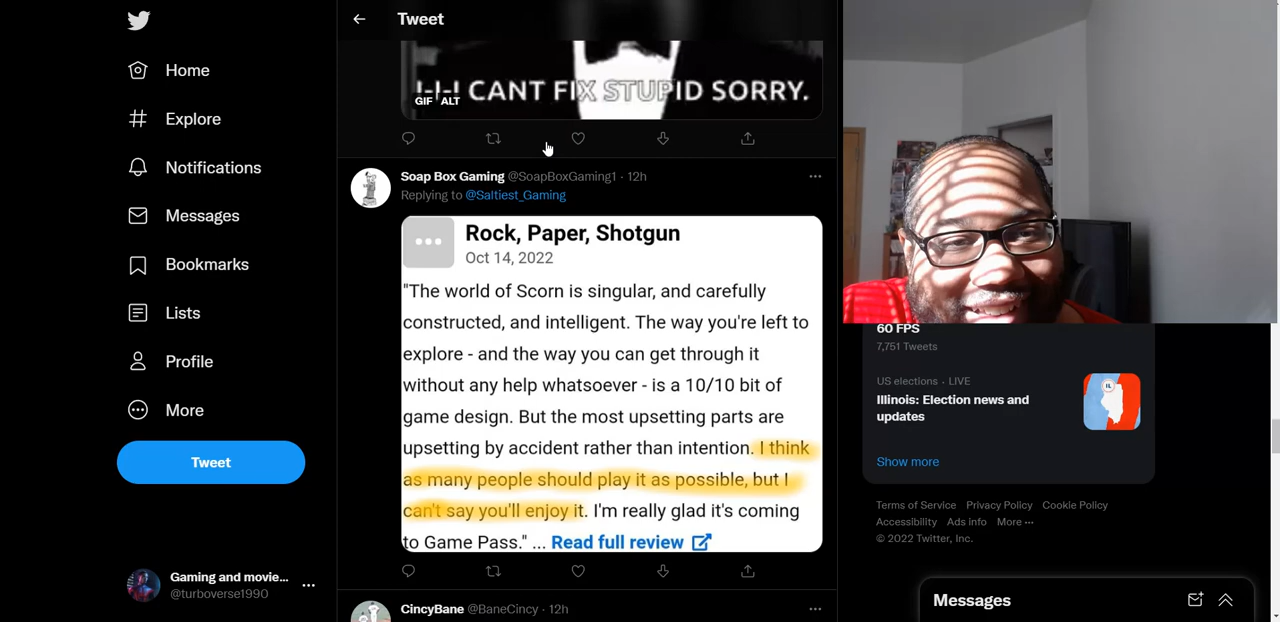 Tweet
Home
Explore
Notifications
Messages
Bookmarks
Lists
Profile
More
Tweet
Gaming and movie...
@turboverse1990
I-I-I CANT FIX STUPID SORRY.
GIF ALT
Soap Box Gaming @SoapBoxGaming1 · 12h
Replying to @Saltiest_Gaming
Rock, Paper, Shotgun
Oct 14, 2022
"The world of Scorn is singular, and carefully
constructed, and intelligent. The way you're left to
explore - and the way you can get through it
without any help whatsoever - is a 10/10 bit of
game design. But the most upsetting parts are
upsetting by accident rather than intention. I think
as many people should play it as possible, but I
can't say you'll enjoy it. I'm really glad it's coming
to Game Pass." ... Read full review
CincyBane @BaneCincy · 12h
60 FPS
7,751 Tweets
US elections · LIVE
Illinois: Election news and
updates
Show more
Terms of Service Privacy Policy Cookie Policy
Accessibility Ads info More ...
© 2022 Twitter, Inc.
Messages